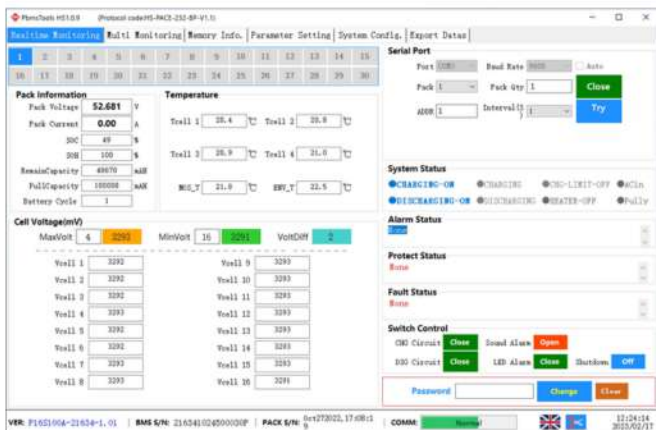 PbmsTools HS1.0.9 (Protocol code:HS-PACE-232-BP-V1.1)
Realtime Monitoring Multi Monitoring Memory Info. Parameter Setting System Config. Export Datas
1 2 3 4 5 6 7 8 9 10 11 12 13 14 15
16 17 18 19 20 21 22 23 24 25 26 27 28 29 30
Serial Port
Port COM3 Baud Rate 9600 Auto
Pack 1 Pack Qty 1 Close
ADDR 1 Interval(S) 1 Try
Pack Information
Pack Voltage 52.681 V
Pack Current 0.00 A
SOC 49 %
SOH 100 %
RemainCapacity 49670 mAH
FullCapacity 100000 mAH
Battery Cycle 1
Temperature
Tcell 1 20.4 ℃ Tcell 2 20.8 ℃
Tcell 3 20.9 ℃ Tcell 4 21.0 ℃
MOS_T 21.9 ℃ ENV_T 22.5 ℃
System Status
CHARGING-ON CHARGING CHG-LIMIT-OFF ACin
DISCHARGING-ON DISCHARGING HEATER-OFF Fully
Alarm Status
None
Protect Status
None
Fault Status
None
Cell Voltage(mV)
MaxVolt 4 3293 MinVolt 16 3291 VoltDiff 2
Vcell 1 3292 Vcell 9 3293
Vcell 2 3292 Vcell 10 3293
Vcell 3 3292 Vcell 11 3293
Vcell 4 3293 Vcell 12 3293
Vcell 5 3292 Vcell 13 3293
Vcell 6 3292 Vcell 14 3293
Vcell 7 3293 Vcell 15 3293
Vcell 8 3293 Vcell 16 3291
Switch Control
CHG Circuit Close Sound Alarm Open
DSG Circuit Close LED Alarm Close Shutdown Off
Password Change Clear
VER: P16S100A-21634-1.01 BMS S/N: 2163410245000030P PACK S/N: Oct272022,17:08:19 COMM: Normal 12:24:14
2023/02/17